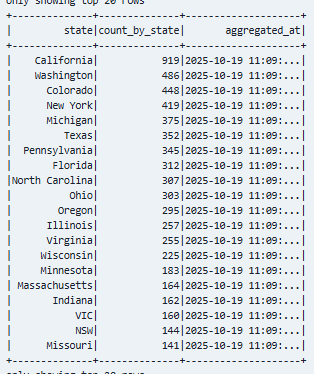 only showing top 20 rows
+--------------+--------------+--------------------+
|         state|count_by_state|       aggregated_at|
+--------------+--------------+--------------------+
|    California|           919|2025-10-19 11:09:...|
|    Washington|           486|2025-10-19 11:09:...|
|      Colorado|           448|2025-10-19 11:09:...|
|      New York|           419|2025-10-19 11:09:...|
|      Michigan|           375|2025-10-19 11:09:...|
|         Texas|           352|2025-10-19 11:09:...|
|  Pennsylvania|           345|2025-10-19 11:09:...|
|       Florida|           312|2025-10-19 11:09:...|
|North Carolina|           307|2025-10-19 11:09:...|
|          Ohio|           303|2025-10-19 11:09:...|
|        Oregon|           295|2025-10-19 11:09:...|
|      Illinois|           257|2025-10-19 11:09:...|
|      Virginia|           255|2025-10-19 11:09:...|
|     Wisconsin|           225|2025-10-19 11:09:...|
|     Minnesota|           183|2025-10-19 11:09:...|
| Massachusetts|           164|2025-10-19 11:09:...|
|       Indiana|           162|2025-10-19 11:09:...|
|           VIC|           160|2025-10-19 11:09:...|
|           NSW|           144|2025-10-19 11:09:...|
|      Missouri|           141|2025-10-19 11:09:...|
+--------------+--------------+--------------------+
only showing top 20 rows